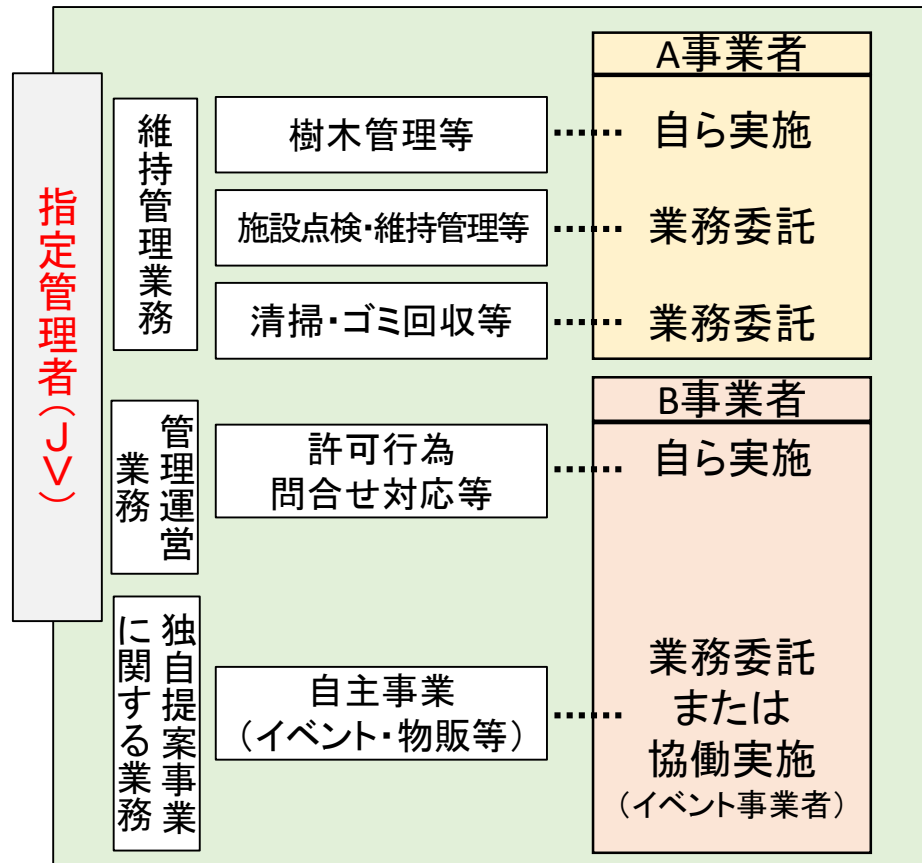 指定管理者(JV)
維持管理業務
樹木管理等
施設点検・維持管理等
清掃・ゴミ回収等
A事業者
自ら実施
業務委託
業務委託
管理運営
業務
許可行為
問合せ対応等
B事業者
自ら実施
独自提案事業
に関する業務
自主事業
(イベント・物販等)
業務委託
または
協働実施
(イベント事業者)